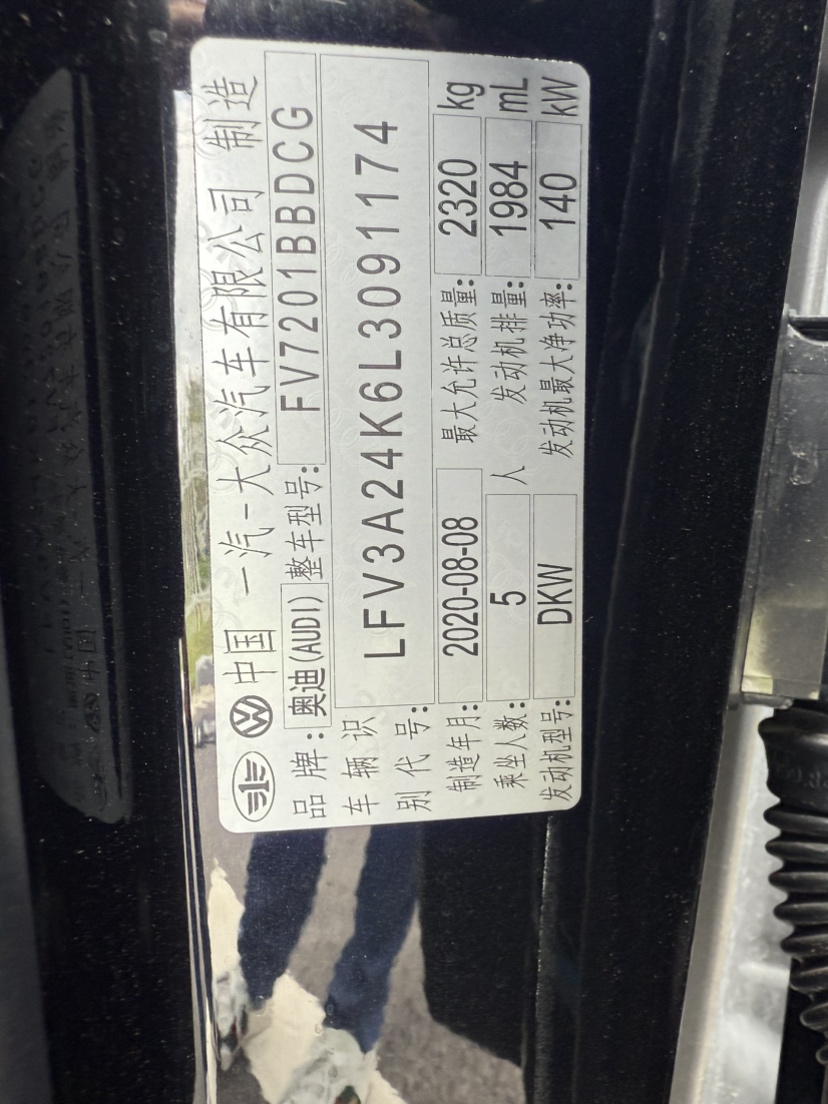 中国 一汽-大众汽车有限公司 制造
品牌: 奥迪(AUDI) 整车型号: FV7201BBDCG
车辆识别代号: LFV3A24K6L3091174
制造年月: 2020-08-08 最大允许总质量: 2320 kg
乘坐人数: 5 人 发动机排量: 1984 mL
发动机型号: DKW 发动机最大净功率: 140 kW